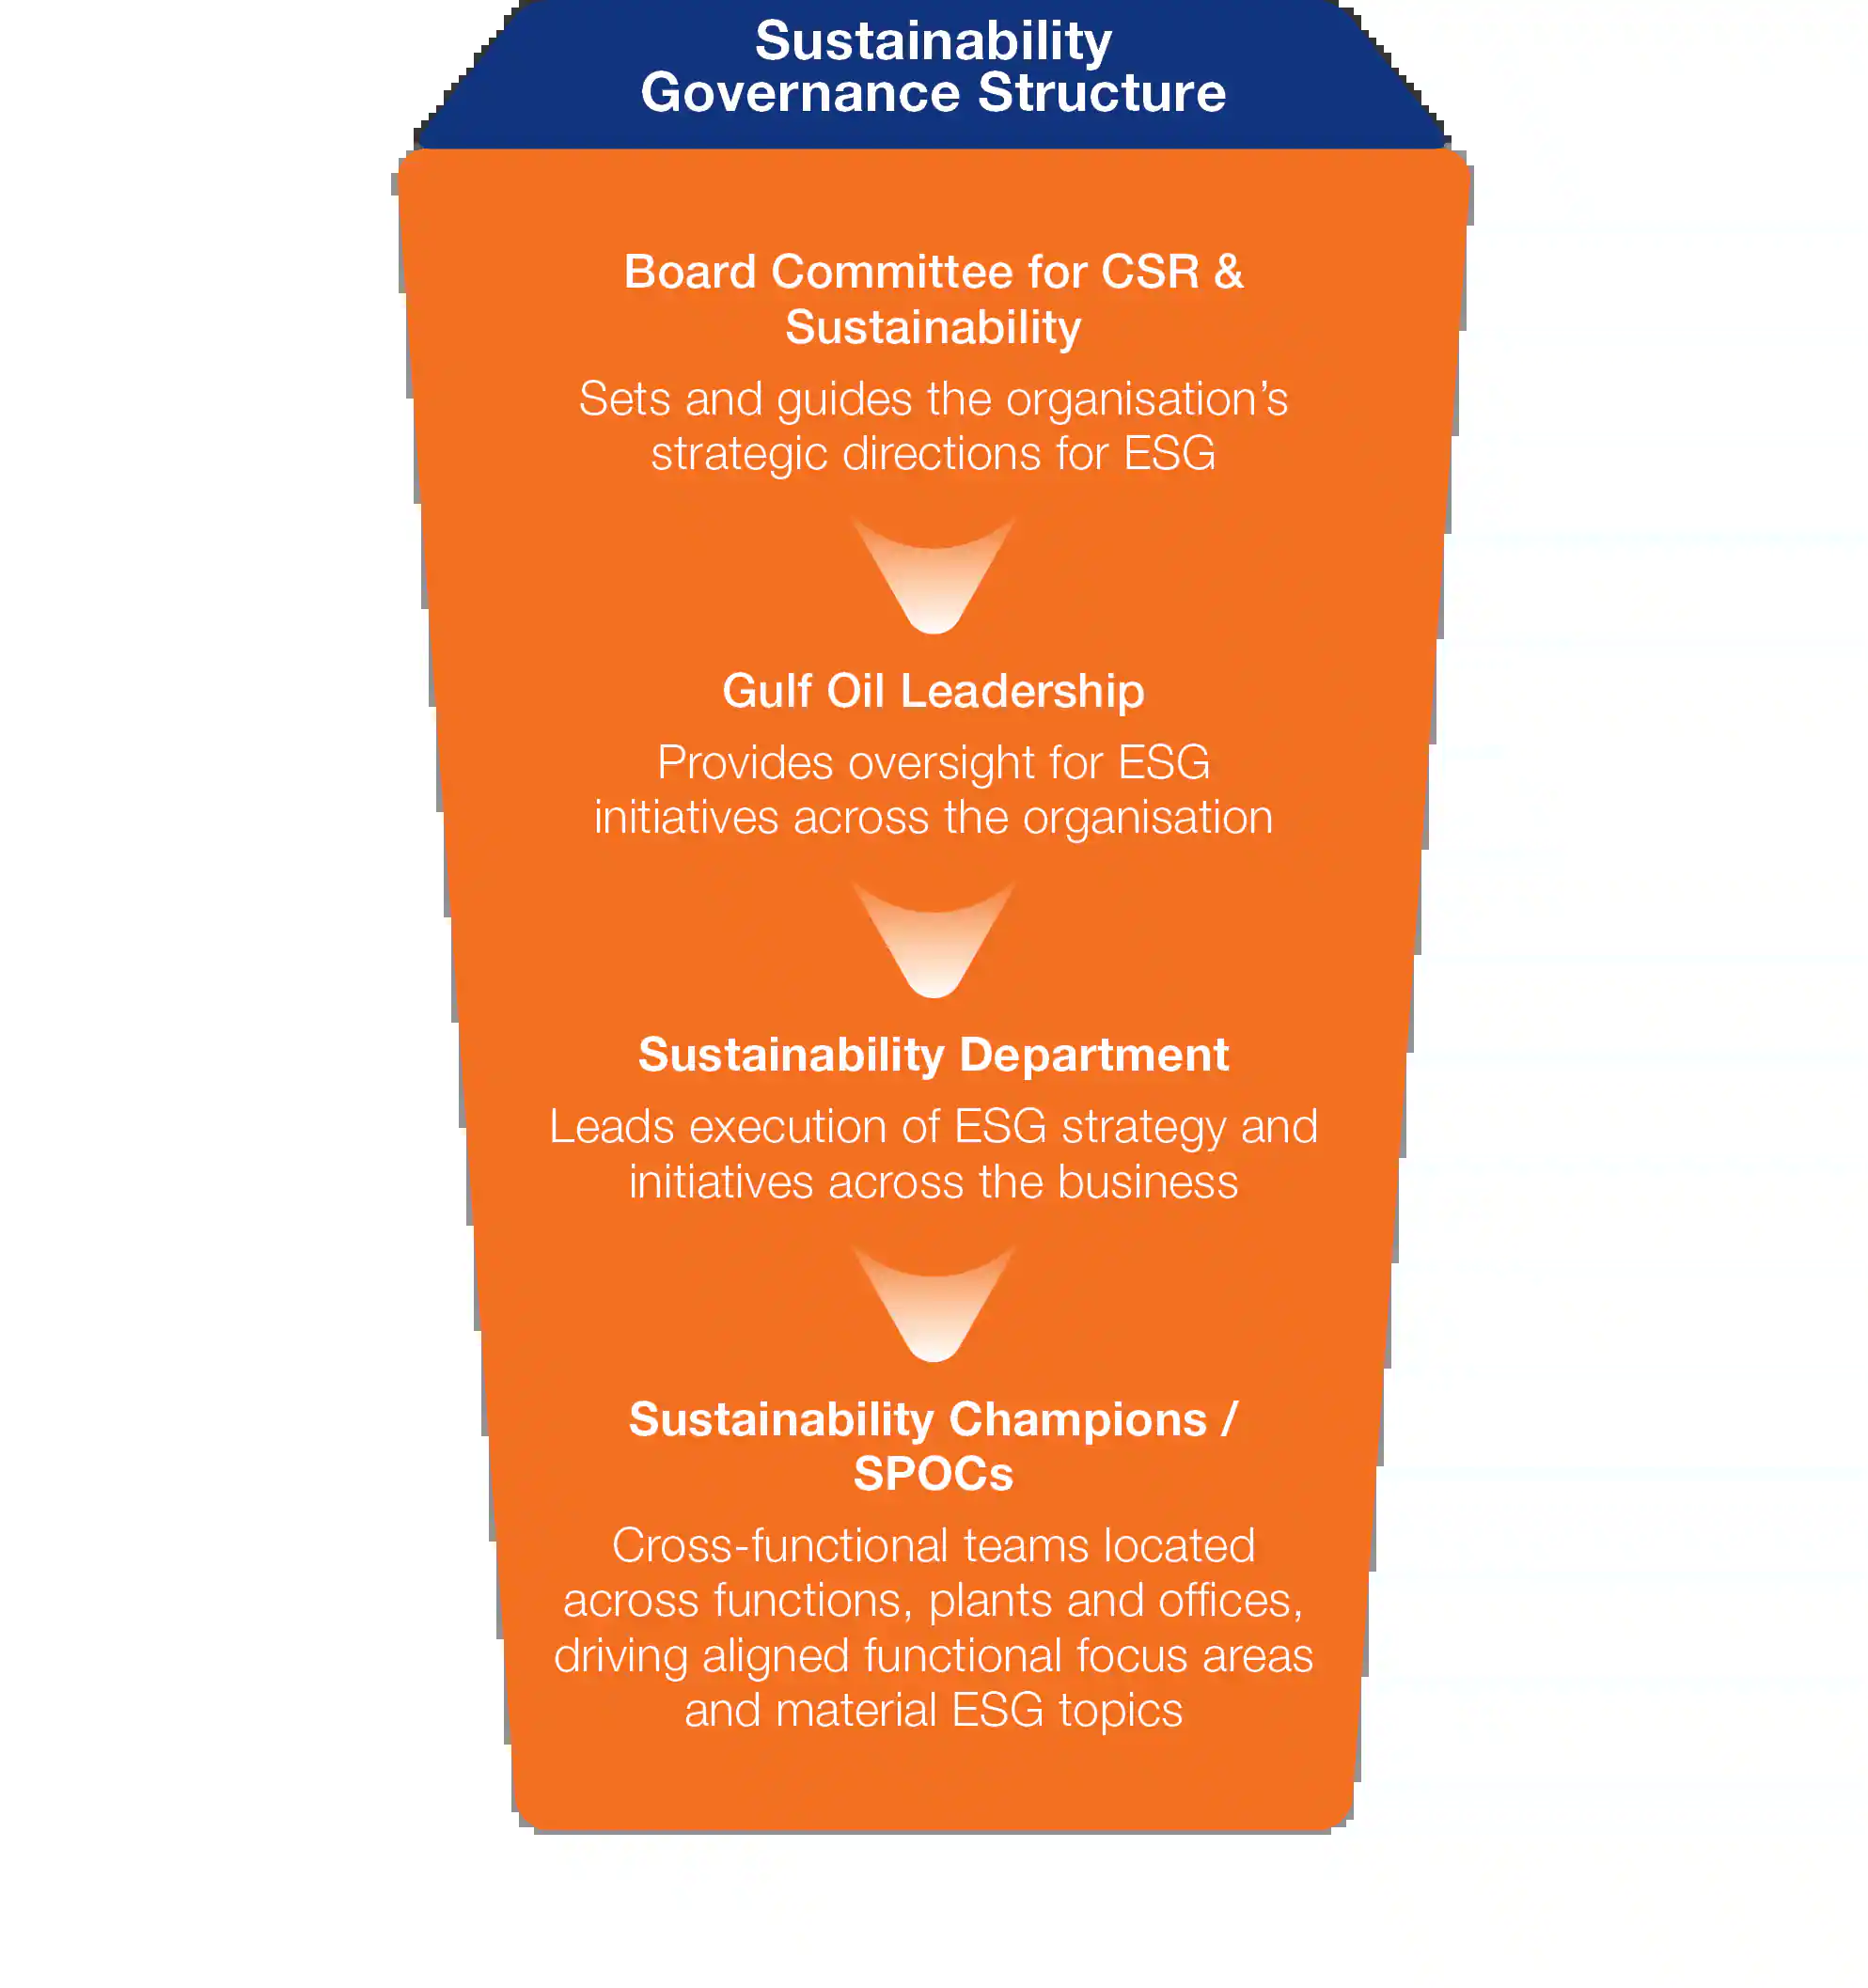 Sustainability
Governance Structure
Board Committee for CSR &
Sustainability
Sets and guides the organisation’s
strategic directions for ESG
Gulf Oil Leadership
Provides oversight for ESG
initiatives across the organisation
Sustainability Department
Leads execution of ESG strategy and
initiatives across the business
Sustainability Champions /
SPOCs
Cross-functional teams located
across functions, plants and offices,
driving aligned functional focus areas
and material ESG topics